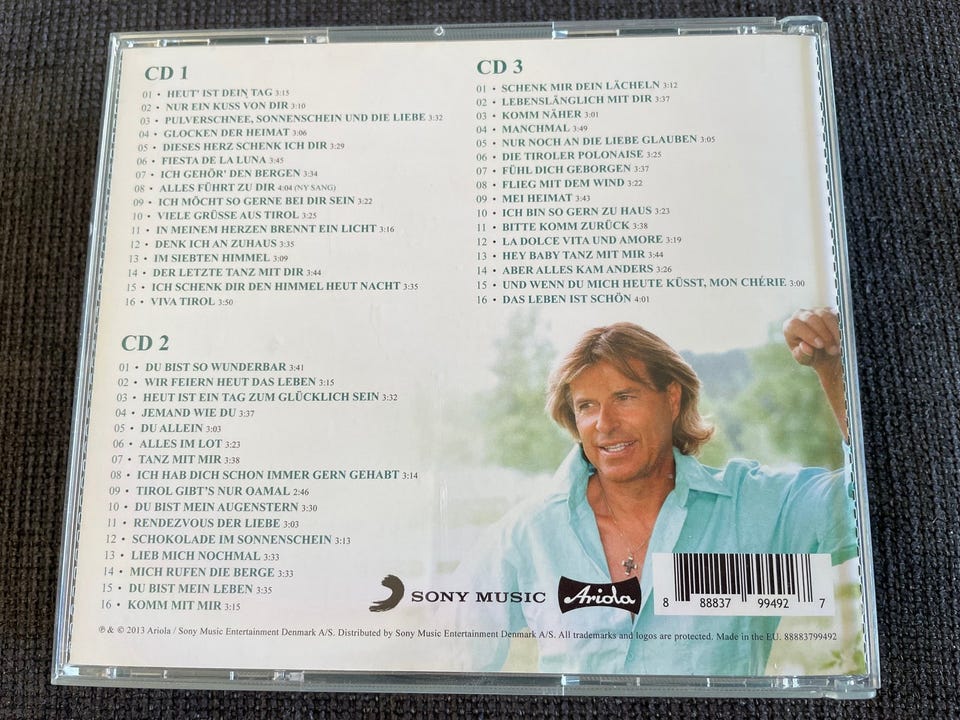 CD 1
01 • HEUT' IST DEIN TAG 3:15
02 • NUR EIN KUSS VON DIR 3:10
03 • PULVERSCHNEE, SONNENSCHEIN UND DIE LIEBE 3:32
04 • GLOCKEN DER HEIMAT 3:06
05 • DIESES HERZ SCHENK ICH DIR 3:29
06 • FIESTA DE LA LUNA 3:45
07 • ICH GEHÖR' DEN BERGEN 3:34
08 • ALLES FÜHRT ZU DIR 4:04 (NY SANG)
09 • ICH MÖCHT SO GERNE BEI DIR SEIN 3:22
10 • VIELE GRÜSSE AUS TIROL 3:25
11 • IN MEINEM HERZEN BRENNT EIN LICHT 3:16
12 • DENK ICH AN ZUHAUS 3:35
13 • IM SIEBTEN HIMMEL 3:09
14 • DER LETZTE TANZ MIT DIR 3:44
15 • ICH SCHENK DIR DEN HIMMEL HEUT NACHT 3:35
16 • VIVA TIROL 3:50
CD 2
01 • DU BIST SO WUNDERBAR 3:41
02 • WIR FEIERN HEUT DAS LEBEN 3:15
03 • HEUT IST EIN TAG ZUM GLÜCKLICH SEIN 3:32
04 • JEMAND WIE DU 3:37
05 • DU ALLEIN 3:03
06 • ALLES IM LOT 3:23
07 • TANZ MIT MIR 3:38
08 • ICH HAB DICH SCHON IMMER GERN GEHABT 3:14
09 • TIROL GIBT'S NUR OAMAL 2:46
10 • DU BIST MEIN AUGENSTERN 3:30
11 • RENDEZVOUS DER LIEBE 3:03
12 • SCHOKOLADE IM SONNENSCHEIN 3:13
13 • LIEB MICH NOCHMAL 3:33
14 • MICH RUFEN DIE BERGE 3:33
15 • DU BIST MEIN LEBEN 3:35
16 • KOMM MIT MIR 3:15
CD 3
01 • SCHENK MIR DEIN LÄCHELN 3:12
02 • LEBENSLÄNGLICH MIT DIR 3:37
03 • KOMM NÄHER 3:01
04 • MANCHMAL 3:49
05 • NUR NOCH AN DIE LIEBE GLAUBEN 3:05
06 • DIE TIROLER POLONAISE 3:25
07 • FÜHL DICH GEBORGEN 3:37
08 • FLIEG MIT DEM WIND 3:22
09 • MEI HEIMAT 3:43
10 • ICH BIN SO GERN ZU HAUS 3:23
11 • BITTE KOMM ZURÜCK 3:38
12 • LA DOLCE VITA UND AMORE 3:19
13 • HEY BABY TANZ MIT MIR 3:44
14 • ABER ALLES KAM ANDERS 3:26
15 • UND WENN DU MICH HEUTE KÜSST, MON CHÉRIE 3:00
16 • DAS LEBEN IST SCHÖN 4:01
SONY MUSIC
Ariola
8 88837 99492 7
℗ & © 2013 Ariola / Sony Music Entertainment Denmark A/S. Distributed by Sony Music Entertainment Denmark A/S. All trademarks and logos are protected. Made in the EU. 88883799492